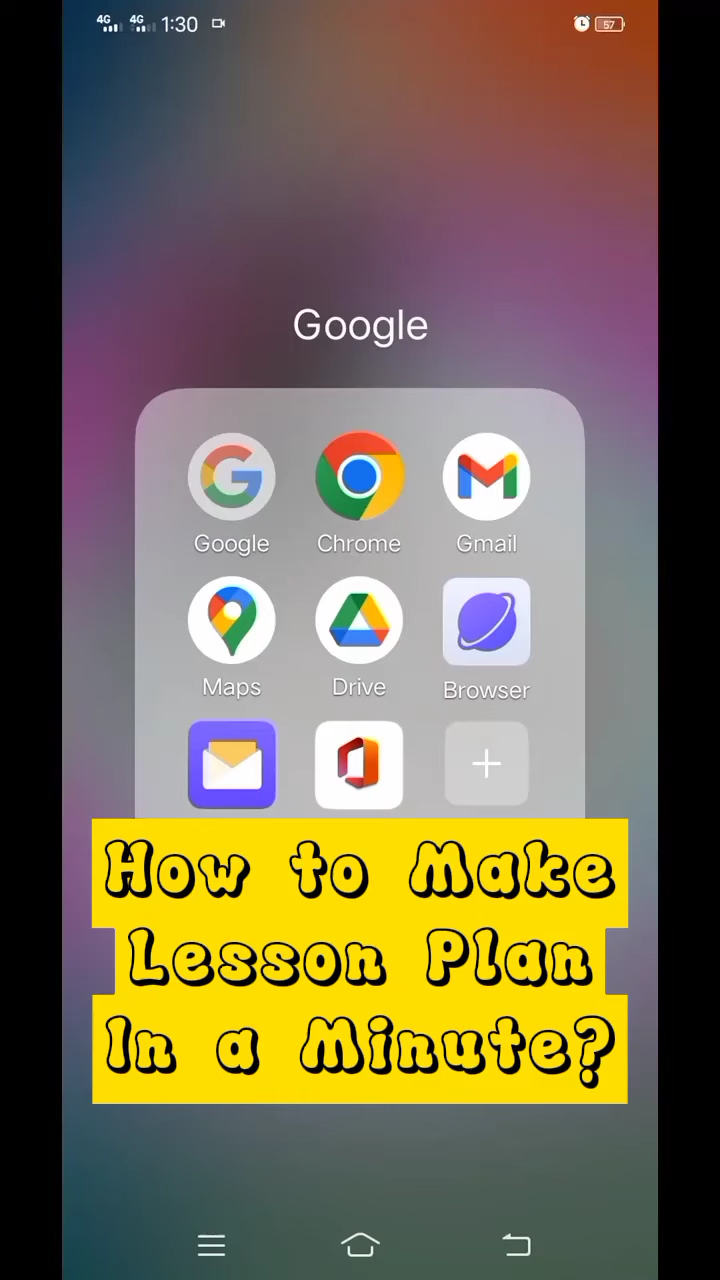 4G 4G 1:30 57
Google
Google Chrome Gmail
Maps Drive Browser
How to Make
Lesson Plan
In a Minute?